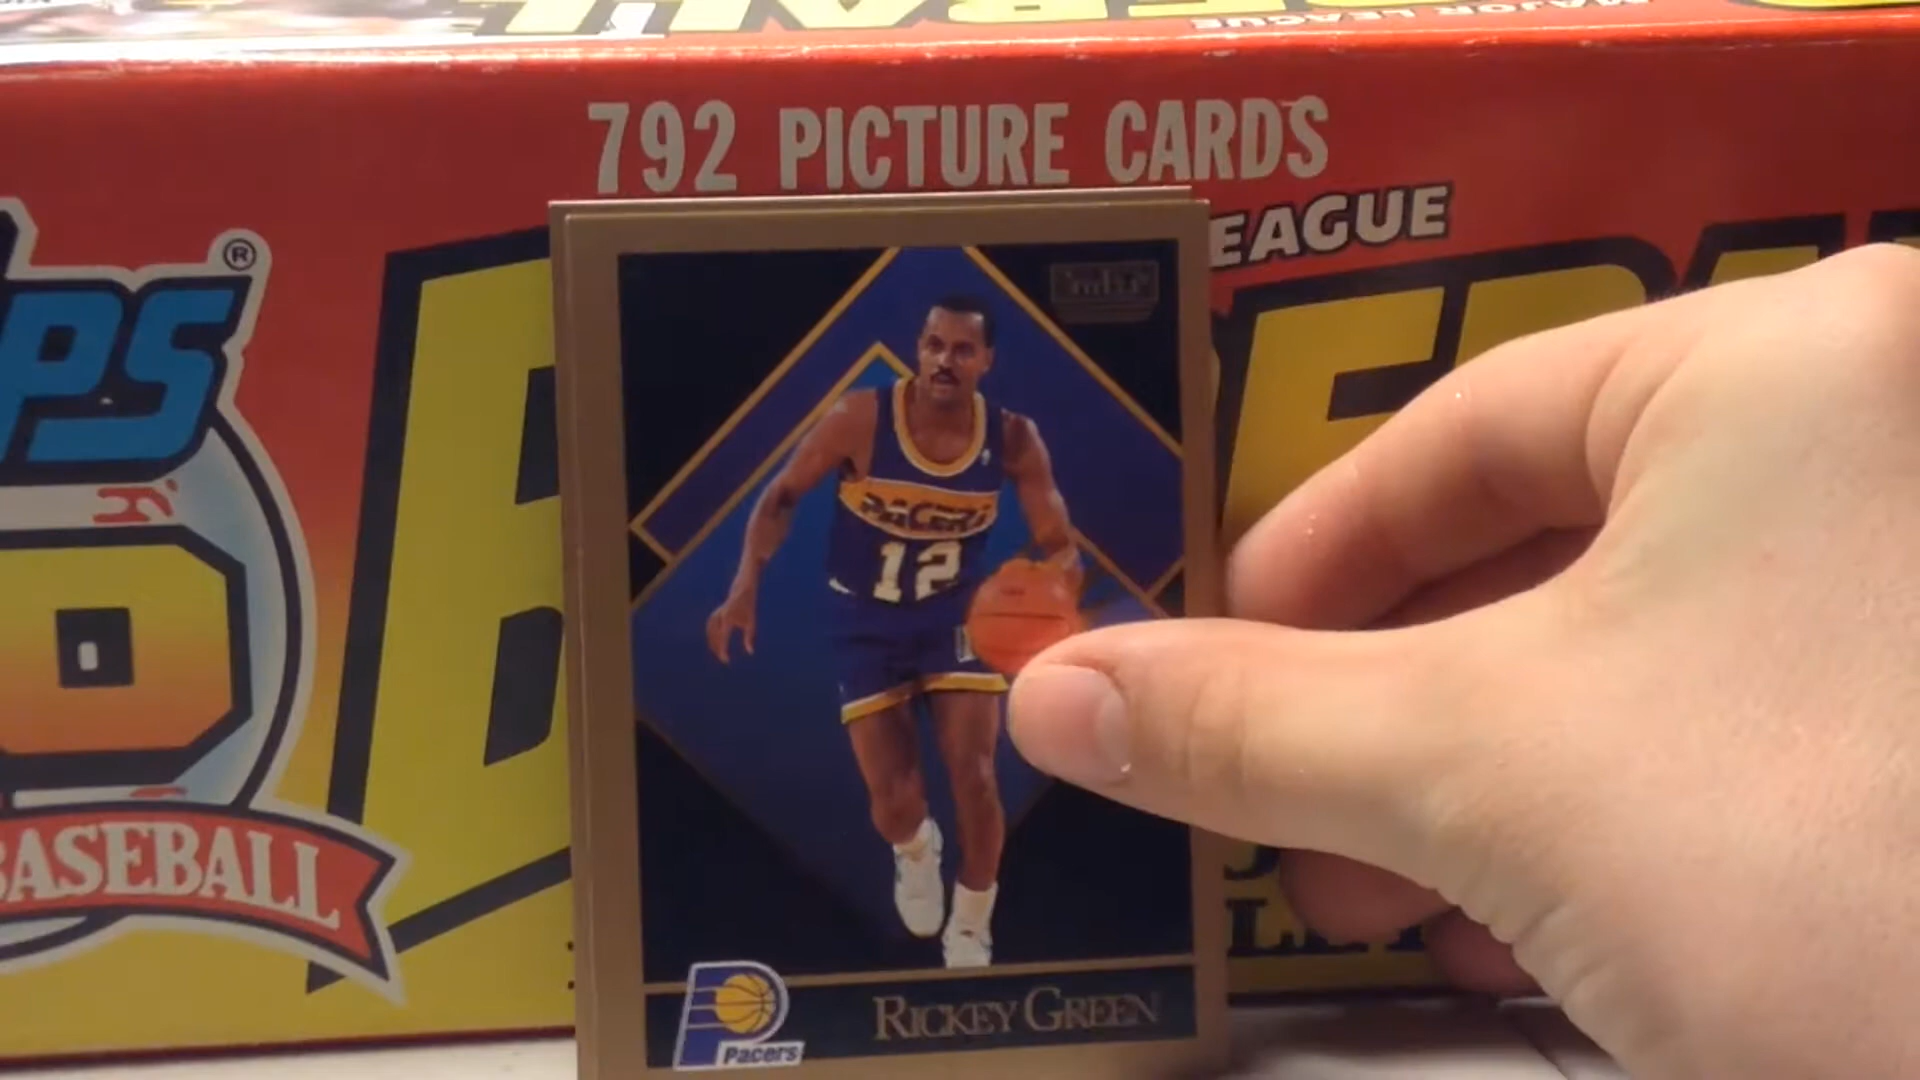 MAJOR LEAGUE
792 PICTURE CARDS
EAGUE
®
PS
BASEBALL
PACERS
12
RICKEY GREEN
Pacers